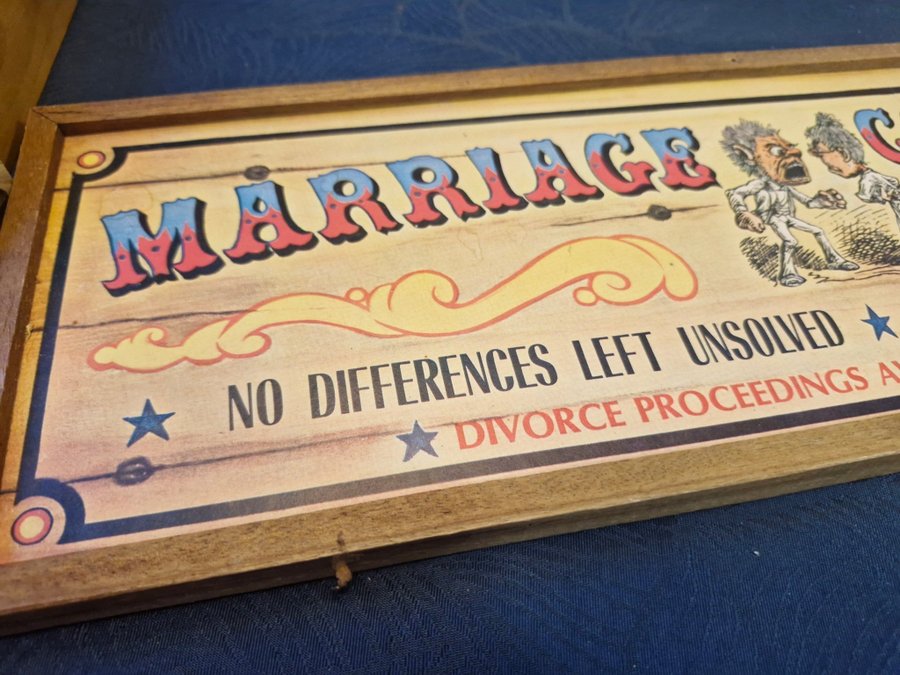 MARRIAGE C
NO DIFFERENCES LEFT UNSOLVED
DIVORCE PROCEEDINGS A